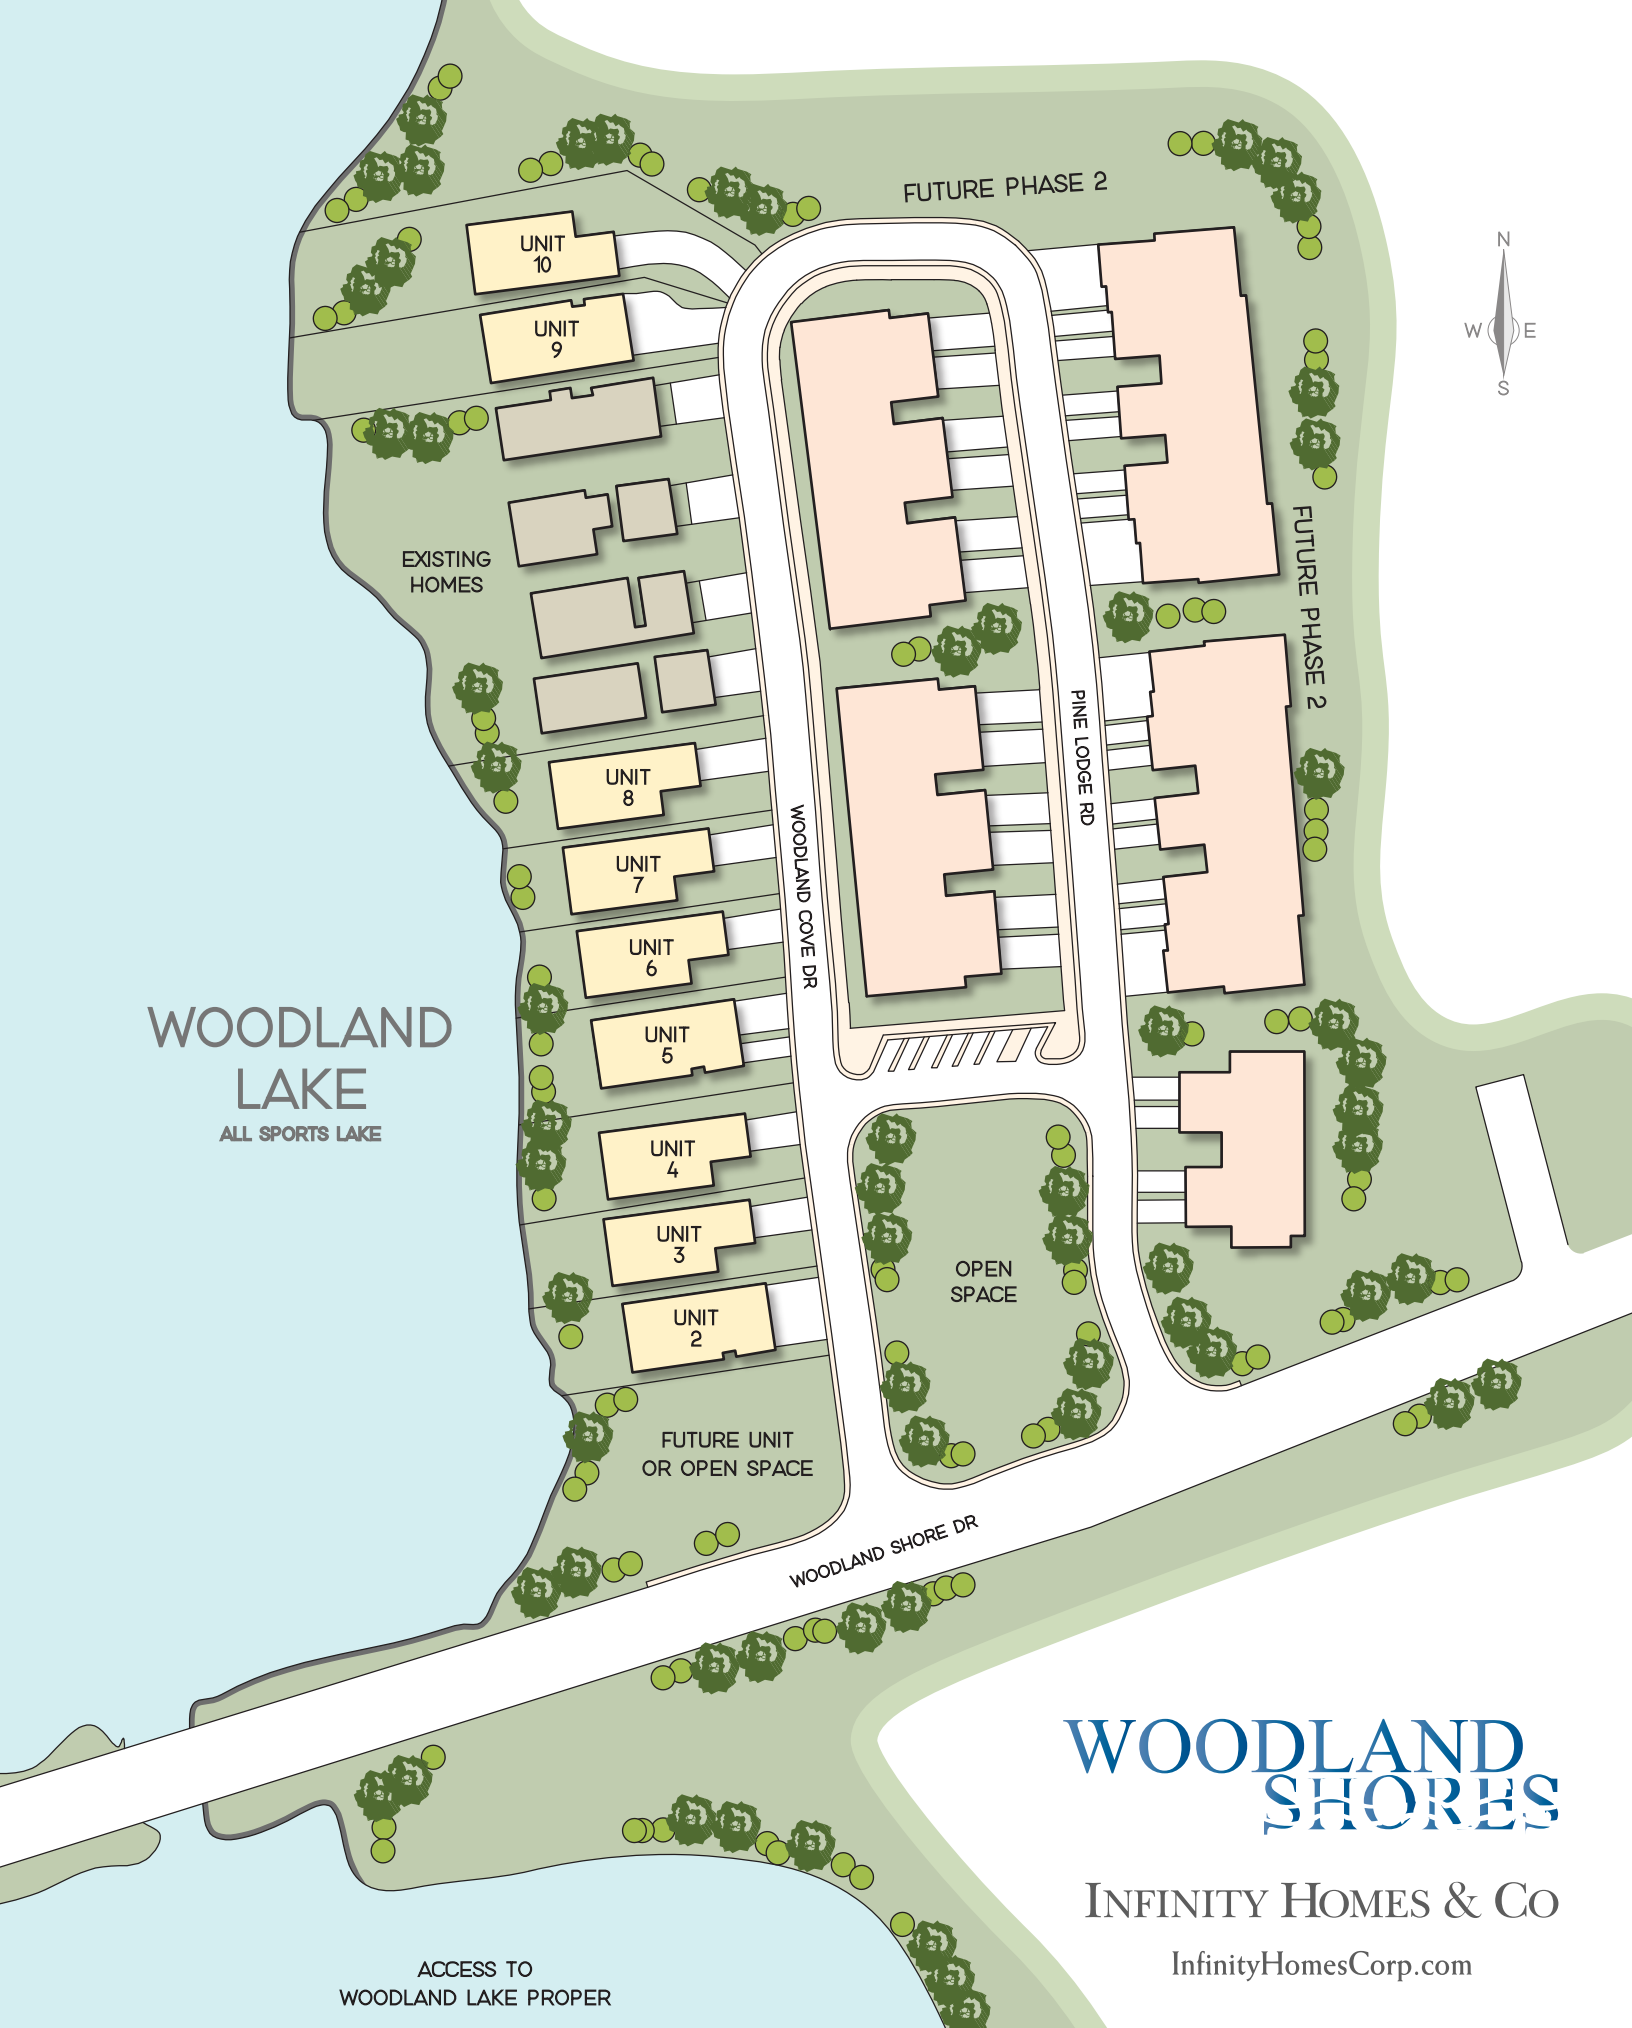 FUTURE PHASE 2
UNIT
10
N
W E
S
UNIT
9
EXISTING
HOMES
FUTURE PHASE 2
PINE LODGE RD
UNIT
8
WOODLAND COVE DR
UNIT
7
UNIT
6
WOODLAND
LAKE
ALL SPORTS LAKE
UNIT
5
UNIT
4
UNIT
3
OPEN
SPACE
UNIT
2
FUTURE UNIT
OR OPEN SPACE
WOODLAND SHORE DR
WOODLAND
SHORES
INFINITY HOMES & CO
InfinityHomesCorp.com
ACCESS TO
WOODLAND LAKE PROPER